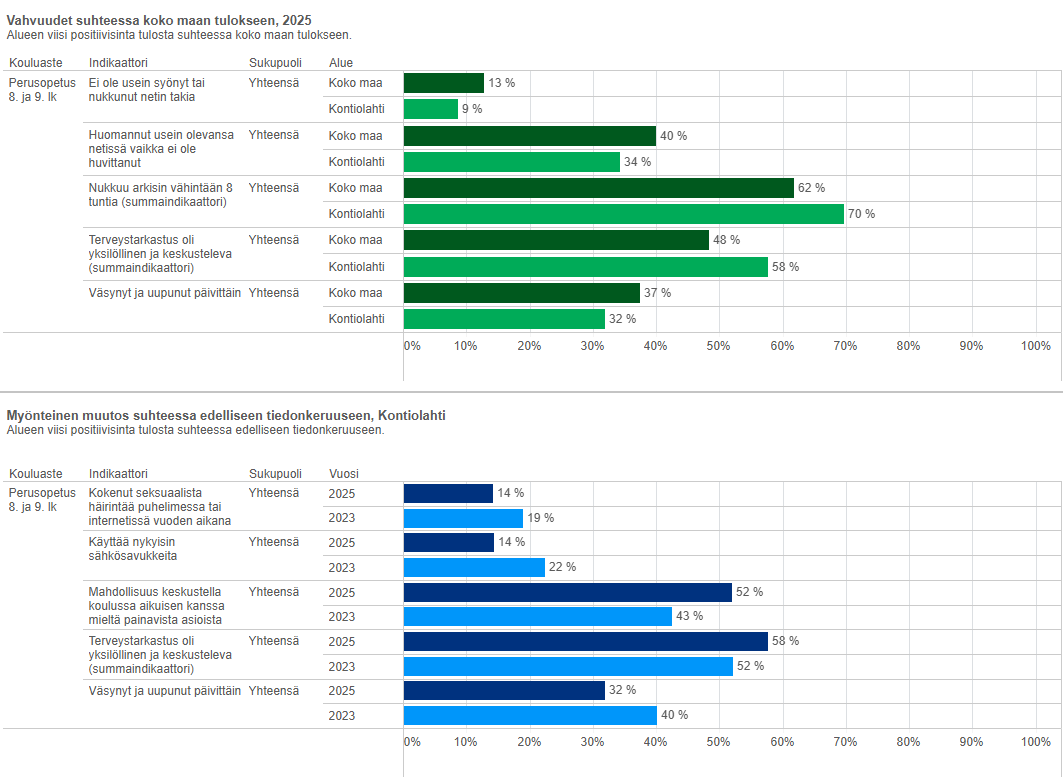 Vahvuudet suhteessa koko maan tulokseen, 2025
Alueen viisi positiivisinta tulosta suhteessa koko maan tulokseen.
Kouluaste Indikaattori Sukupuoli Alue
Perusopetus Ei ole usein syönyt tai Yhteensä Koko maa 13 %
8. ja 9. lk nukkunut netin takia
Kontiolahti 9 %
Huomannut usein olevansa Yhteensä Koko maa 40 %
netissä vaikka ei ole
huvittanut Kontiolahti 34 %
Nukkuu arkisin vähintään 8 Yhteensä Koko maa 62 %
tuntia (summaindikaattori)
Kontiolahti 70 %
Terveystarkastus oli Yhteensä Koko maa 48 %
yksilöllinen ja keskusteleva
(summaindikaattori) Kontiolahti 58 %
Väsynyt ja uupunut päivittäin Yhteensä Koko maa 37 %
Kontiolahti 32 %
0% 10% 20% 30% 40% 50% 60% 70% 80% 90% 100%
Myönteinen muutos suhteessa edelliseen tiedonkeruuseen, Kontiolahti
Alueen viisi positiivisinta tulosta suhteessa edelliseen tiedonkeruuseen.
Kouluaste Indikaattori Sukupuoli Vuosi
Perusopetus Kokenut seksuaalista Yhteensä 2025 14 %
8. ja 9. lk häirintää puhelimessa tai
internetissä vuoden aikana 2023 19 %
Käyttää nykyisin Yhteensä 2025 14 %
sähkösavukkeita
2023 22 %
Mahdollisuus keskustella Yhteensä 2025 52 %
koulussa aikuisen kanssa
mieltä painavista asioista 2023 43 %
Terveystarkastus oli Yhteensä 2025 58 %
yksilöllinen ja keskusteleva
(summaindikaattori) 2023 52 %
Väsynyt ja uupunut päivittäin Yhteensä 2025 32 %
2023 40 %
0% 10% 20% 30% 40% 50% 60% 70% 80% 90% 100%